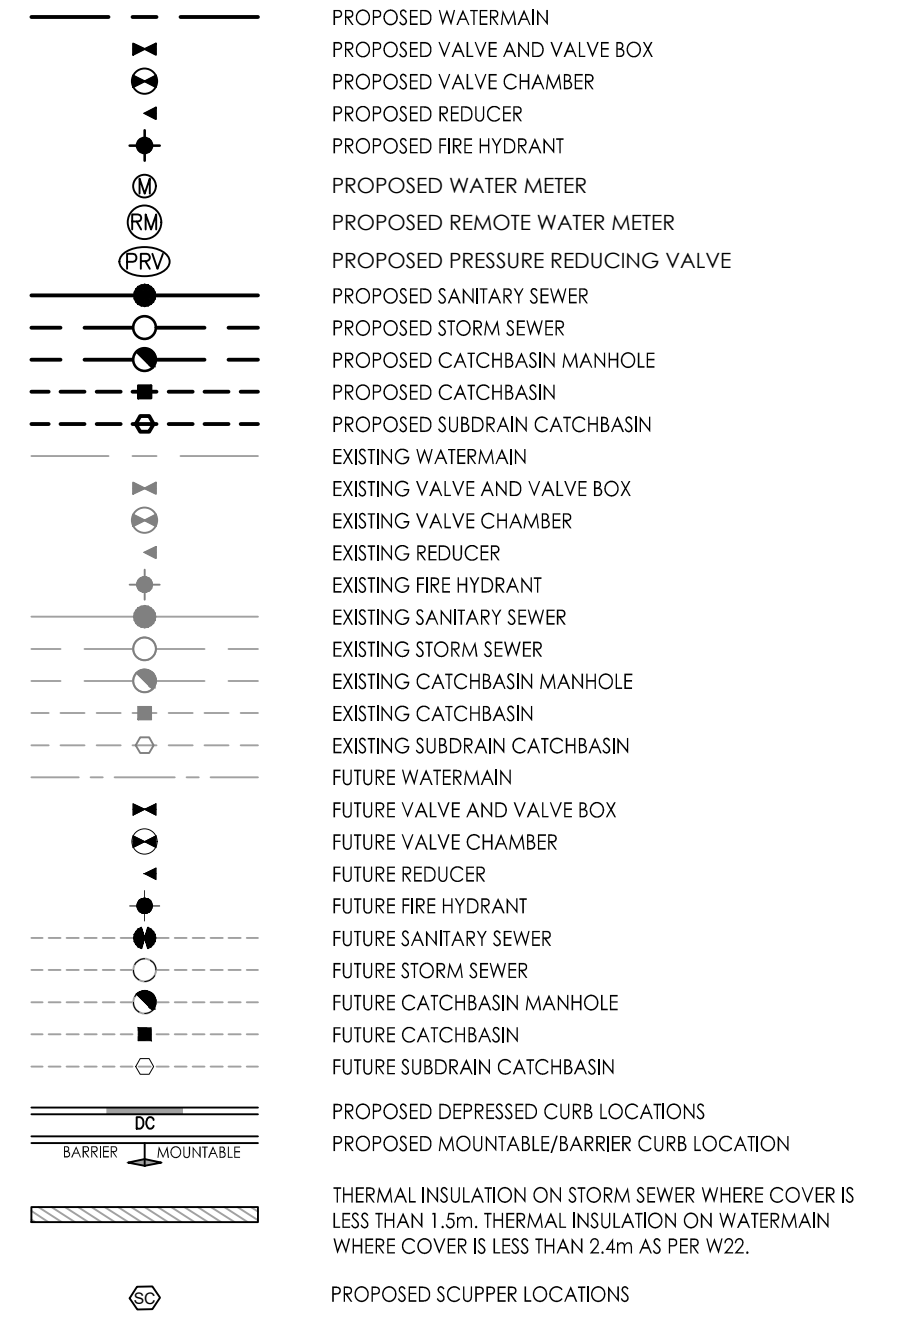 PROPOSED WATERMAIN
PROPOSED VALVE AND VALVE BOX
PROPOSED VALVE CHAMBER
PROPOSED REDUCER
PROPOSED FIRE HYDRANT
M PROPOSED WATER METER
RM PROPOSED REMOTE WATER METER
PRV PROPOSED PRESSURE REDUCING VALVE
PROPOSED SANITARY SEWER
PROPOSED STORM SEWER
PROPOSED CATCHBASIN MANHOLE
PROPOSED CATCHBASIN
PROPOSED SUBDRAIN CATCHBASIN
EXISTING WATERMAIN
EXISTING VALVE AND VALVE BOX
EXISTING VALVE CHAMBER
EXISTING REDUCER
EXISTING FIRE HYDRANT
EXISTING SANITARY SEWER
EXISTING STORM SEWER
EXISTING CATCHBASIN MANHOLE
EXISTING CATCHBASIN
EXISTING SUBDRAIN CATCHBASIN
FUTURE WATERMAIN
FUTURE VALVE AND VALVE BOX
FUTURE VALVE CHAMBER
FUTURE REDUCER
FUTURE FIRE HYDRANT
FUTURE SANITARY SEWER
FUTURE STORM SEWER
FUTURE CATCHBASIN MANHOLE
FUTURE CATCHBASIN
FUTURE SUBDRAIN CATCHBASIN
DC PROPOSED DEPRESSED CURB LOCATIONS
BARRIER MOUNTABLE PROPOSED MOUNTABLE/BARRIER CURB LOCATION
THERMAL INSULATION ON STORM SEWER WHERE COVER IS
LESS THAN 1.5m. THERMAL INSULATION ON WATERMAIN
WHERE COVER IS LESS THAN 2.4m AS PER W22.
SC PROPOSED SCUPPER LOCATIONS